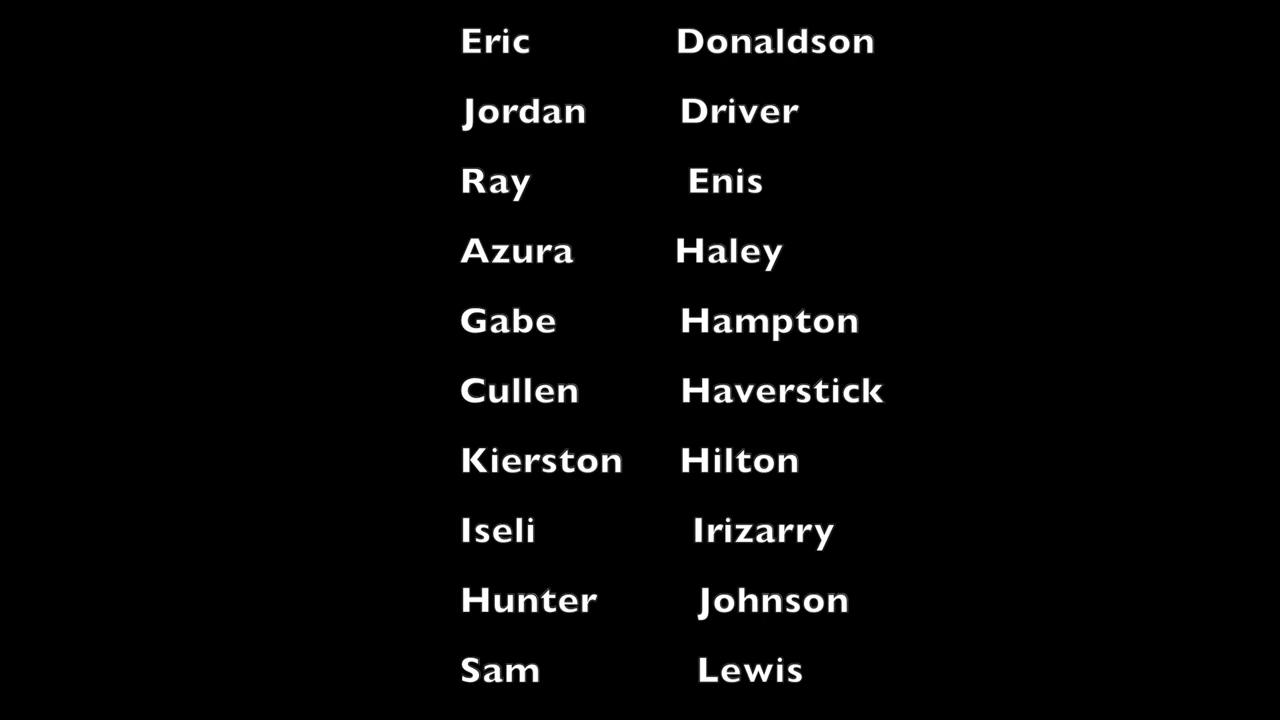 Eric Donaldson
Jordan Driver
Ray Enis
Azura Haley
Gabe Hampton
Cullen Haverstick
Kierston Hilton
Iseli Irizarry
Hunter Johnson
Sam Lewis